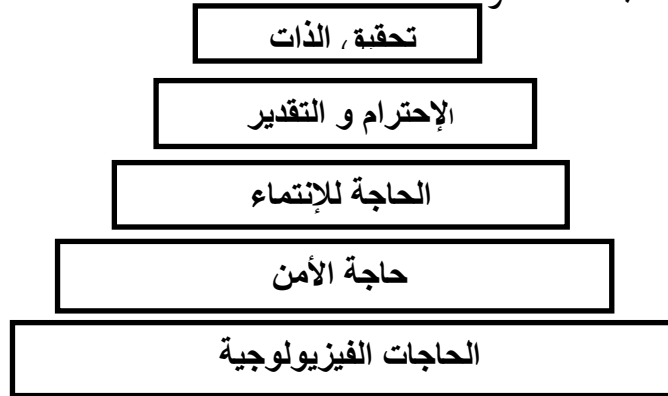 تحقيق الذات
الإحترام و التقدير
الحاجة للإنتماء
حاجة الأمن
الحاجات الفيزيولوجية